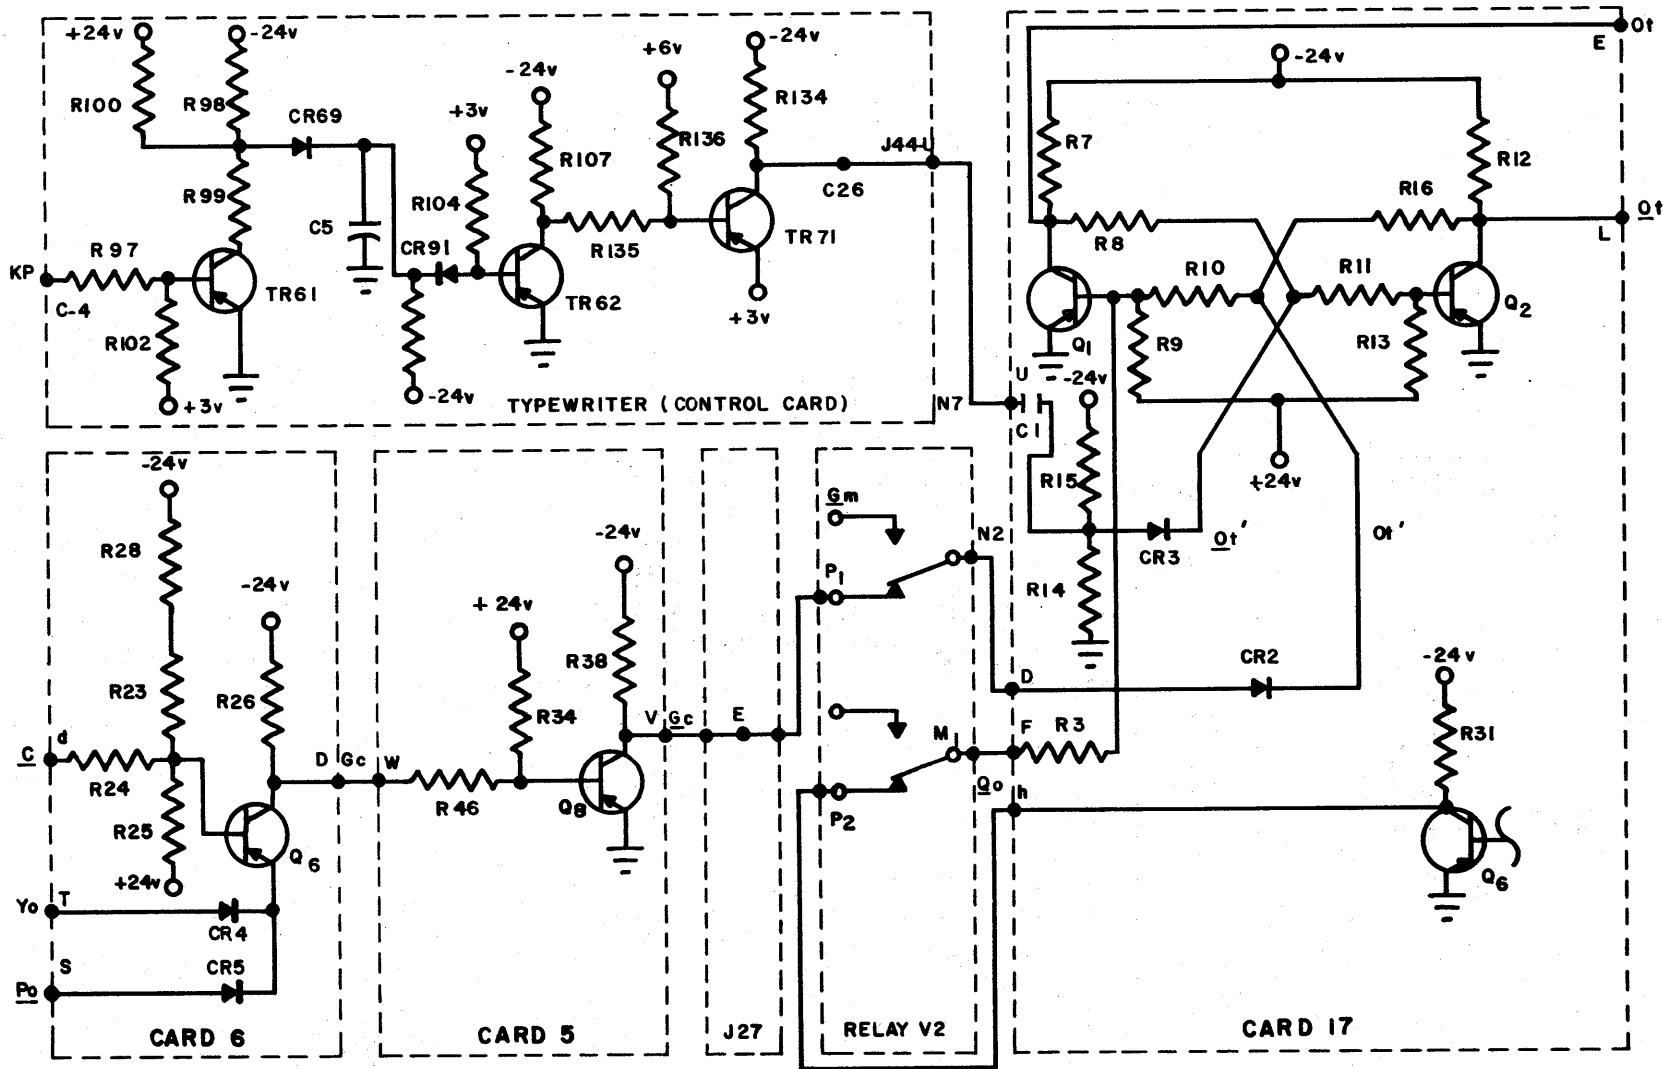 +24v
-24v
R100
R98
CR69
R99
C5
R97
KP
C-4
R102
+3v
TR61
CR91
-24v
+3v
R104
-24v
R107
TR62
R135
+6v
R136
-24v
R134
TR71
+3v
C26
J44-U
TYPEWRITER (CONTROL CARD)
N7
E
Ot
-24v
R7
R12
R16
R8
Ot
L
R10
R11
Q1
Q2
R9
R13
U
C1
-24v
R15
+24v
CR3
Ot'
Ot'
R14
-24v
R28
R23
-24v
R26
C
d
R24
R25
+24v
Q6
D
Gc
Yo
T
CR4
Po
S
CR5
CARD 6
W
R46
+24v
R34
-24v
R38
Q8
V
Gc
CARD 5
E
J27
Gm
P1
N2
M1
P2
Qo
RELAY V2
D
CR2
F
R3
h
-24v
R31
Q6
CARD 17